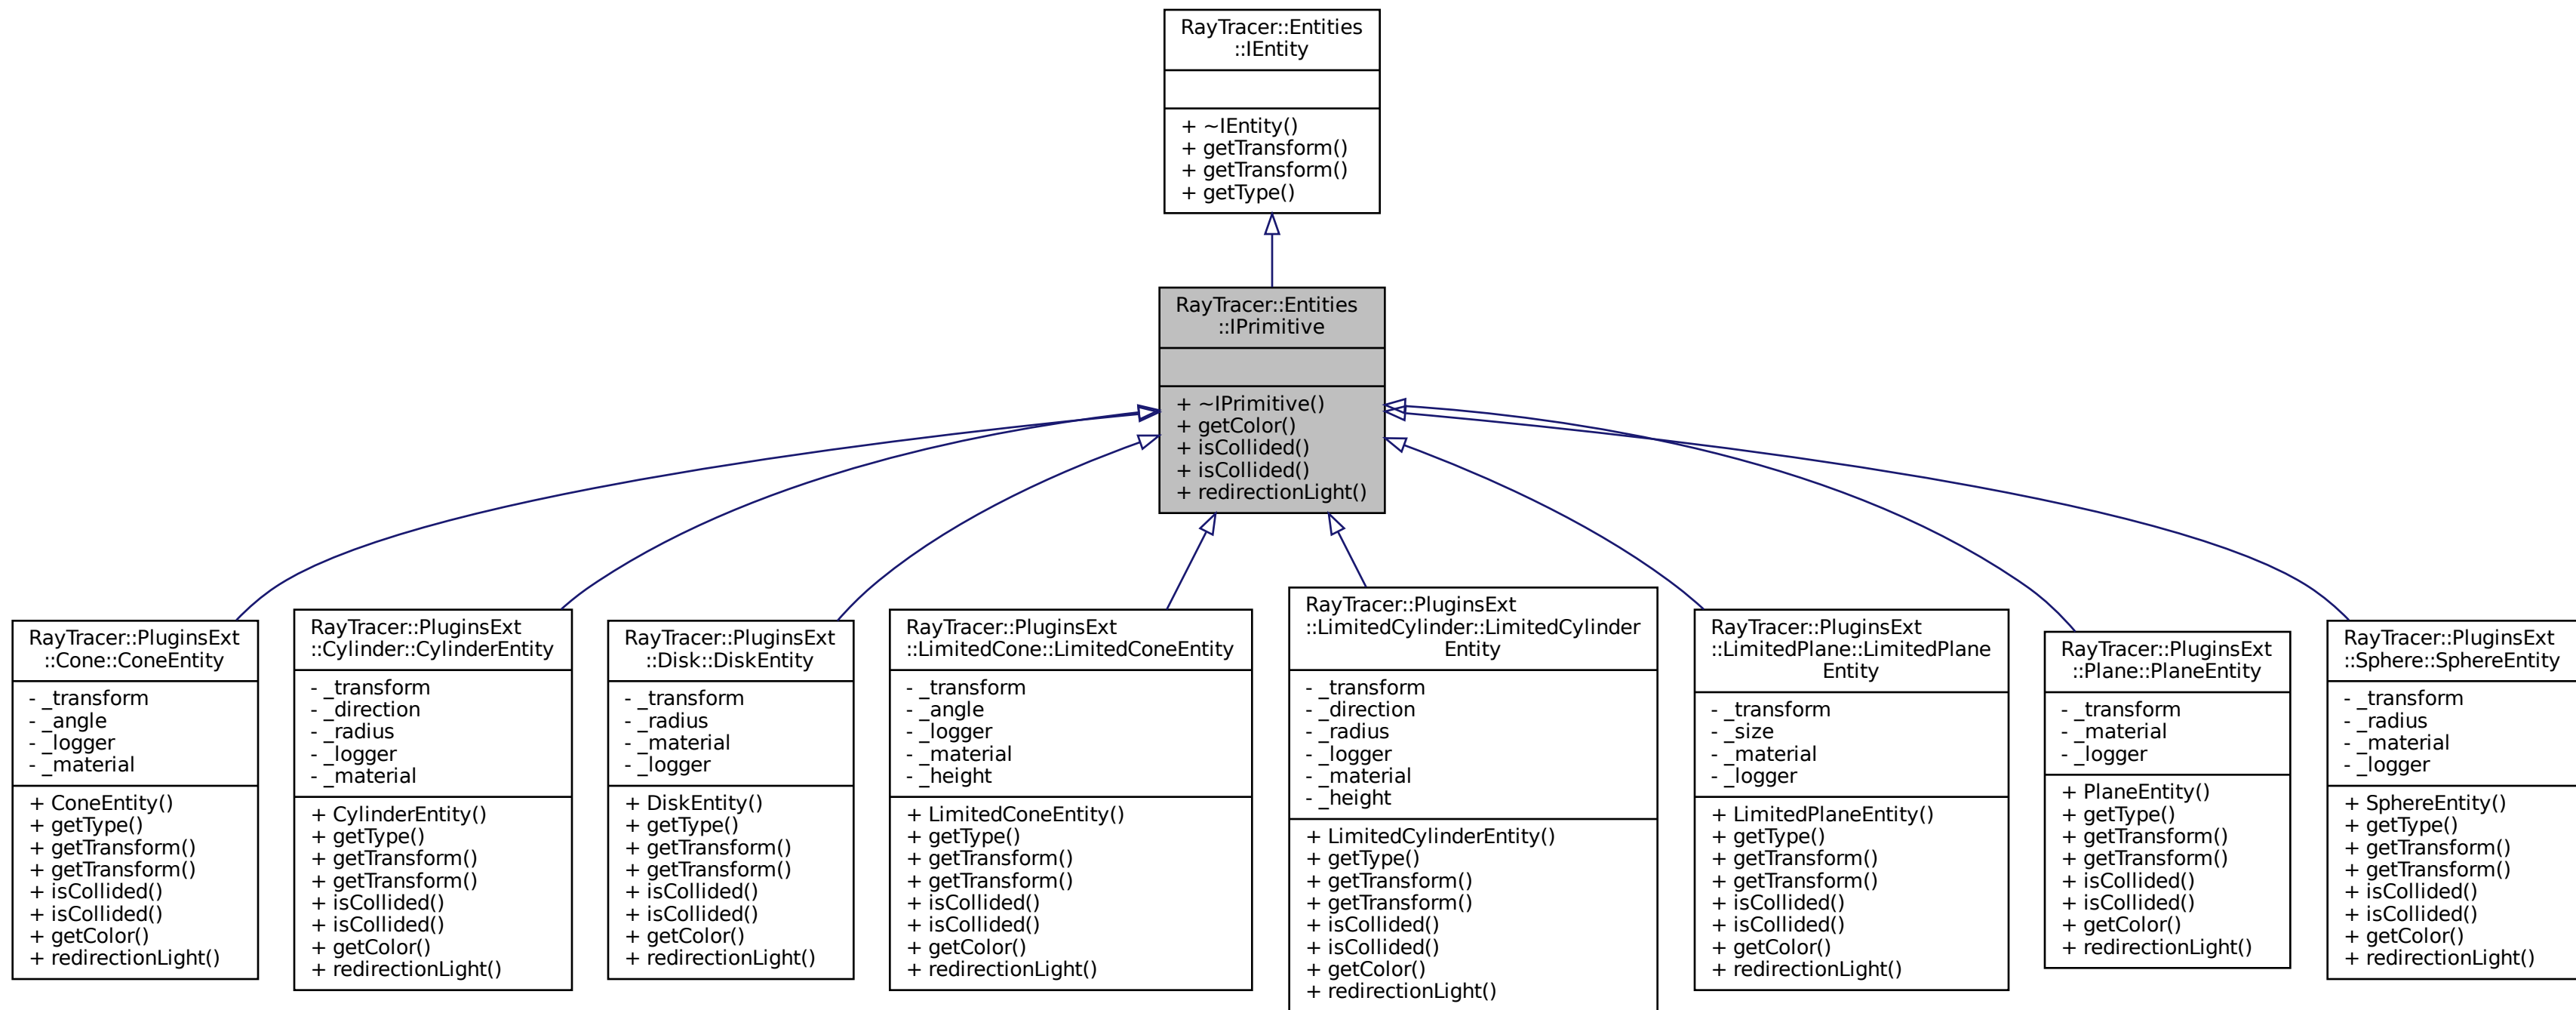 RayTracer::Entities
::IEntity
+ ~IEntity()
+ getTransform()
+ getTransform()
+ getType()
RayTracer::Entities
::IPrimitive
+ ~IPrimitive()
+ getColor()
+ isCollided()
+ isCollided()
+ redirectionLight()
RayTracer::PluginsExt
::Cone::ConeEntity
- _transform
- _angle
- _logger
- _material
+ ConeEntity()
+ getType()
+ getTransform()
+ getTransform()
+ isCollided()
+ isCollided()
+ getColor()
+ redirectionLight()
RayTracer::PluginsExt
::Cylinder::CylinderEntity
- _transform
- _direction
- _radius
- _logger
- _material
+ CylinderEntity()
+ getType()
+ getTransform()
+ getTransform()
+ isCollided()
+ isCollided()
+ getColor()
+ redirectionLight()
RayTracer::PluginsExt
::Disk::DiskEntity
- _transform
- _radius
- _material
- _logger
+ DiskEntity()
+ getType()
+ getTransform()
+ getTransform()
+ isCollided()
+ isCollided()
+ getColor()
+ redirectionLight()
RayTracer::PluginsExt
::LimitedCone::LimitedConeEntity
- _transform
- _angle
- _logger
- _material
- _height
+ LimitedConeEntity()
+ getType()
+ getTransform()
+ getTransform()
+ isCollided()
+ isCollided()
+ getColor()
+ redirectionLight()
RayTracer::PluginsExt
::LimitedCylinder::LimitedCylinder
Entity
- _transform
- _direction
- _radius
- _logger
- _material
- _height
+ LimitedCylinderEntity()
+ getType()
+ getTransform()
+ getTransform()
+ isCollided()
+ isCollided()
+ getColor()
+ redirectionLight()
RayTracer::PluginsExt
::LimitedPlane::LimitedPlane
Entity
- _transform
- _size
- _material
- _logger
+ LimitedPlaneEntity()
+ getType()
+ getTransform()
+ getTransform()
+ isCollided()
+ isCollided()
+ getColor()
+ redirectionLight()
RayTracer::PluginsExt
::Plane::PlaneEntity
- _transform
- _material
- _logger
+ PlaneEntity()
+ getType()
+ getTransform()
+ getTransform()
+ isCollided()
+ isCollided()
+ getColor()
+ redirectionLight()
RayTracer::PluginsExt
::Sphere::SphereEntity
- _transform
- _radius
- _material
- _logger
+ SphereEntity()
+ getType()
+ getTransform()
+ getTransform()
+ isCollided()
+ isCollided()
+ getColor()
+ redirectionLight()